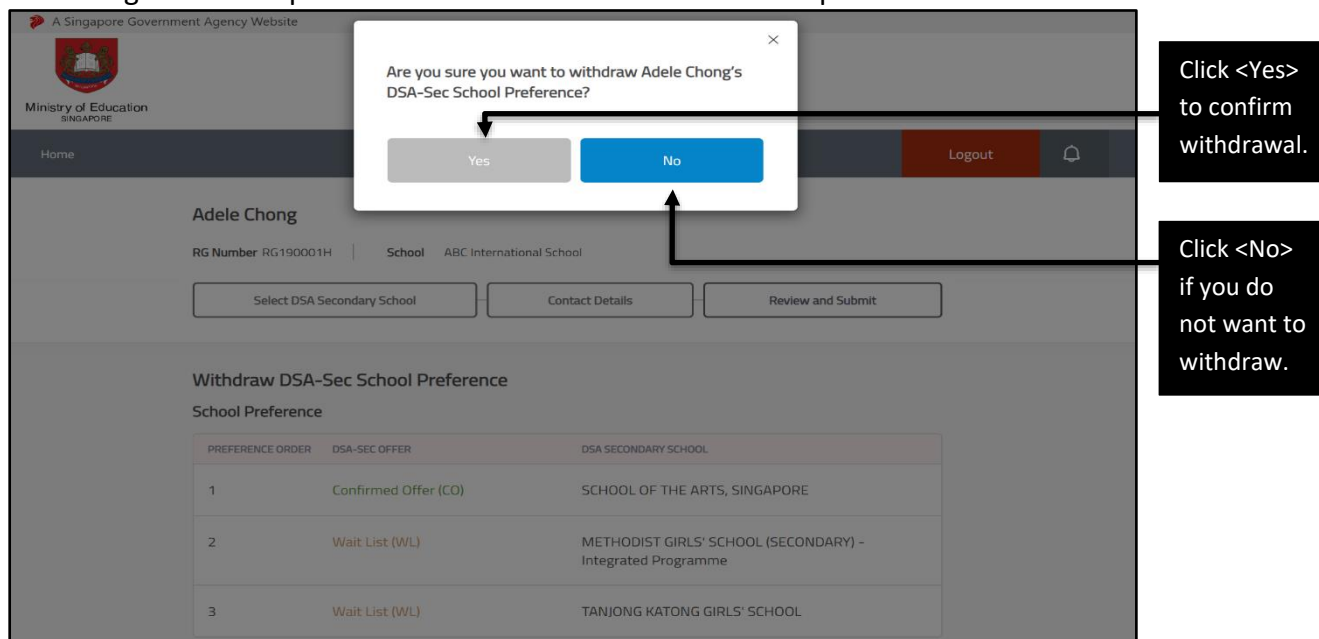 A Singapore Government Agency Website
Ministry of Education
SINGAPORE
×
Are you sure you want to withdraw Adele Chong's
DSA-Sec School Preference?
Yes
No
Home
Logout
Click <Yes>
to confirm
withdrawal.
Click <No>
if you do
not want to
withdraw.
Adele Chong
RG Number RG190001H | School ABC International School
Select DSA Secondary School
Contact Details
Review and Submit
Withdraw DSA-Sec School Preference
School Preference
PREFERENCE ORDER DSA-SEC OFFER DSA SECONDARY SCHOOL
1 Confirmed Offer (CO) SCHOOL OF THE ARTS, SINGAPORE
2 Wait List (WL) METHODIST GIRLS' SCHOOL (SECONDARY) -
Integrated Programme
3 Wait List (WL) TANJONG KATONG GIRLS' SCHOOL